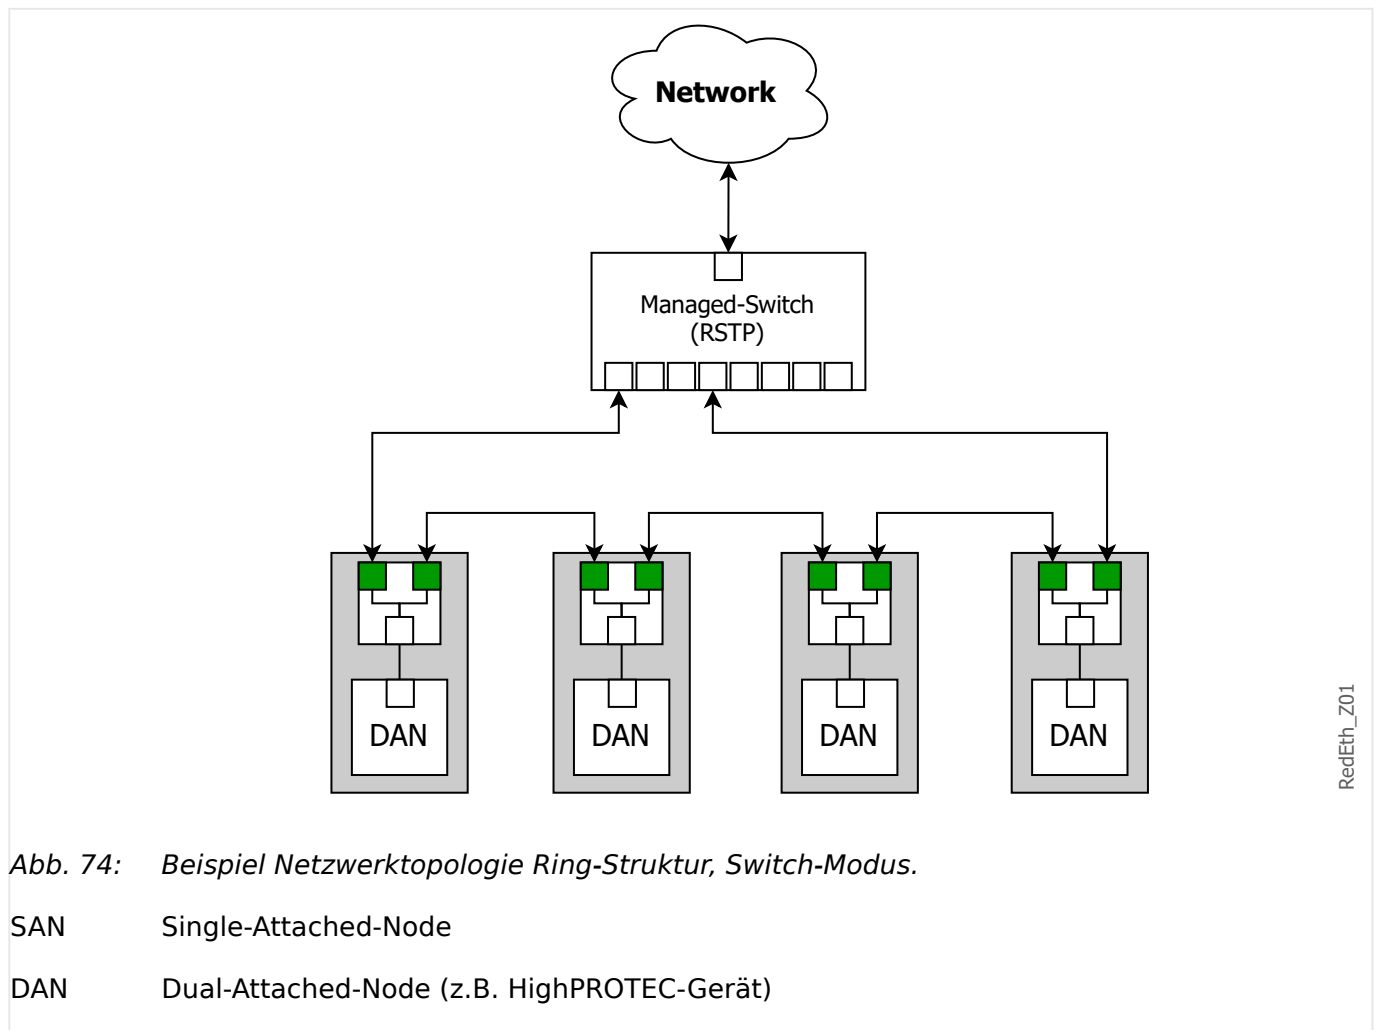 Network
Managed-Switch
(RSTP)
DAN DAN DAN DAN
RedEth_Z01
Abb. 74: Beispiel Netzwerktopologie Ring-Struktur, Switch-Modus.
SAN Single-Attached-Node
DAN Dual-Attached-Node (z.B. HighPROTEC-Gerät)